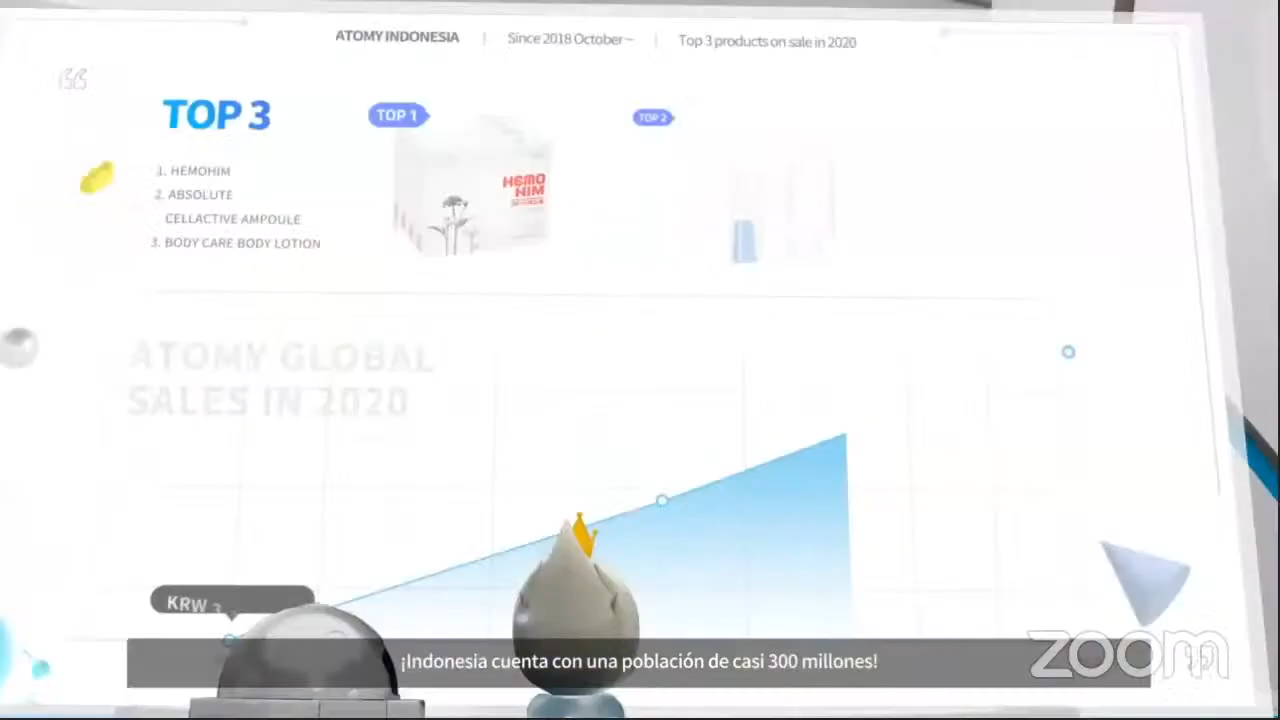 ATOMY INDONESIA | Since 2018 October~ | Top 3 products on sale in 2020
TOP 3
1. HEMOHIM
2. ABSOLUTE
CELLACTIVE AMPOULE
3. BODY CARE BODY LOTION
TOP 1
HEMO
HIM
TOP 2
ATOMY GLOBAL
SALES IN 2020
KRW 3
¡Indonesia cuenta con una población de casi 300 millones!
zoom